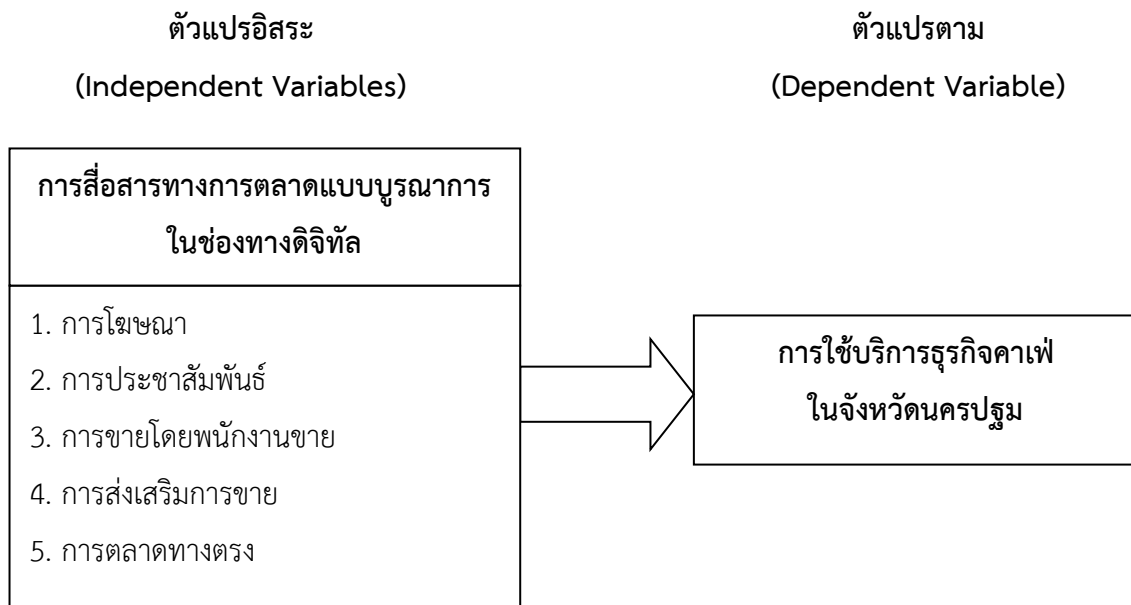 ตัวแปรอิสระ
(Independent Variables)
ตัวแปรตาม
(Dependent Variable)
การสื่อสารทางการตลาดแบบบูรณาการ
ในช่องทางดิจิทัล
1. การโฆษณา
2. การประชาสัมพันธ์
3. การขายโดยพนักงานขาย
4. การส่งเสริมการขาย
5. การตลาดทางตรง
การใช้บริการธุรกิจคาเฟ่
ในจังหวัดนครปฐม